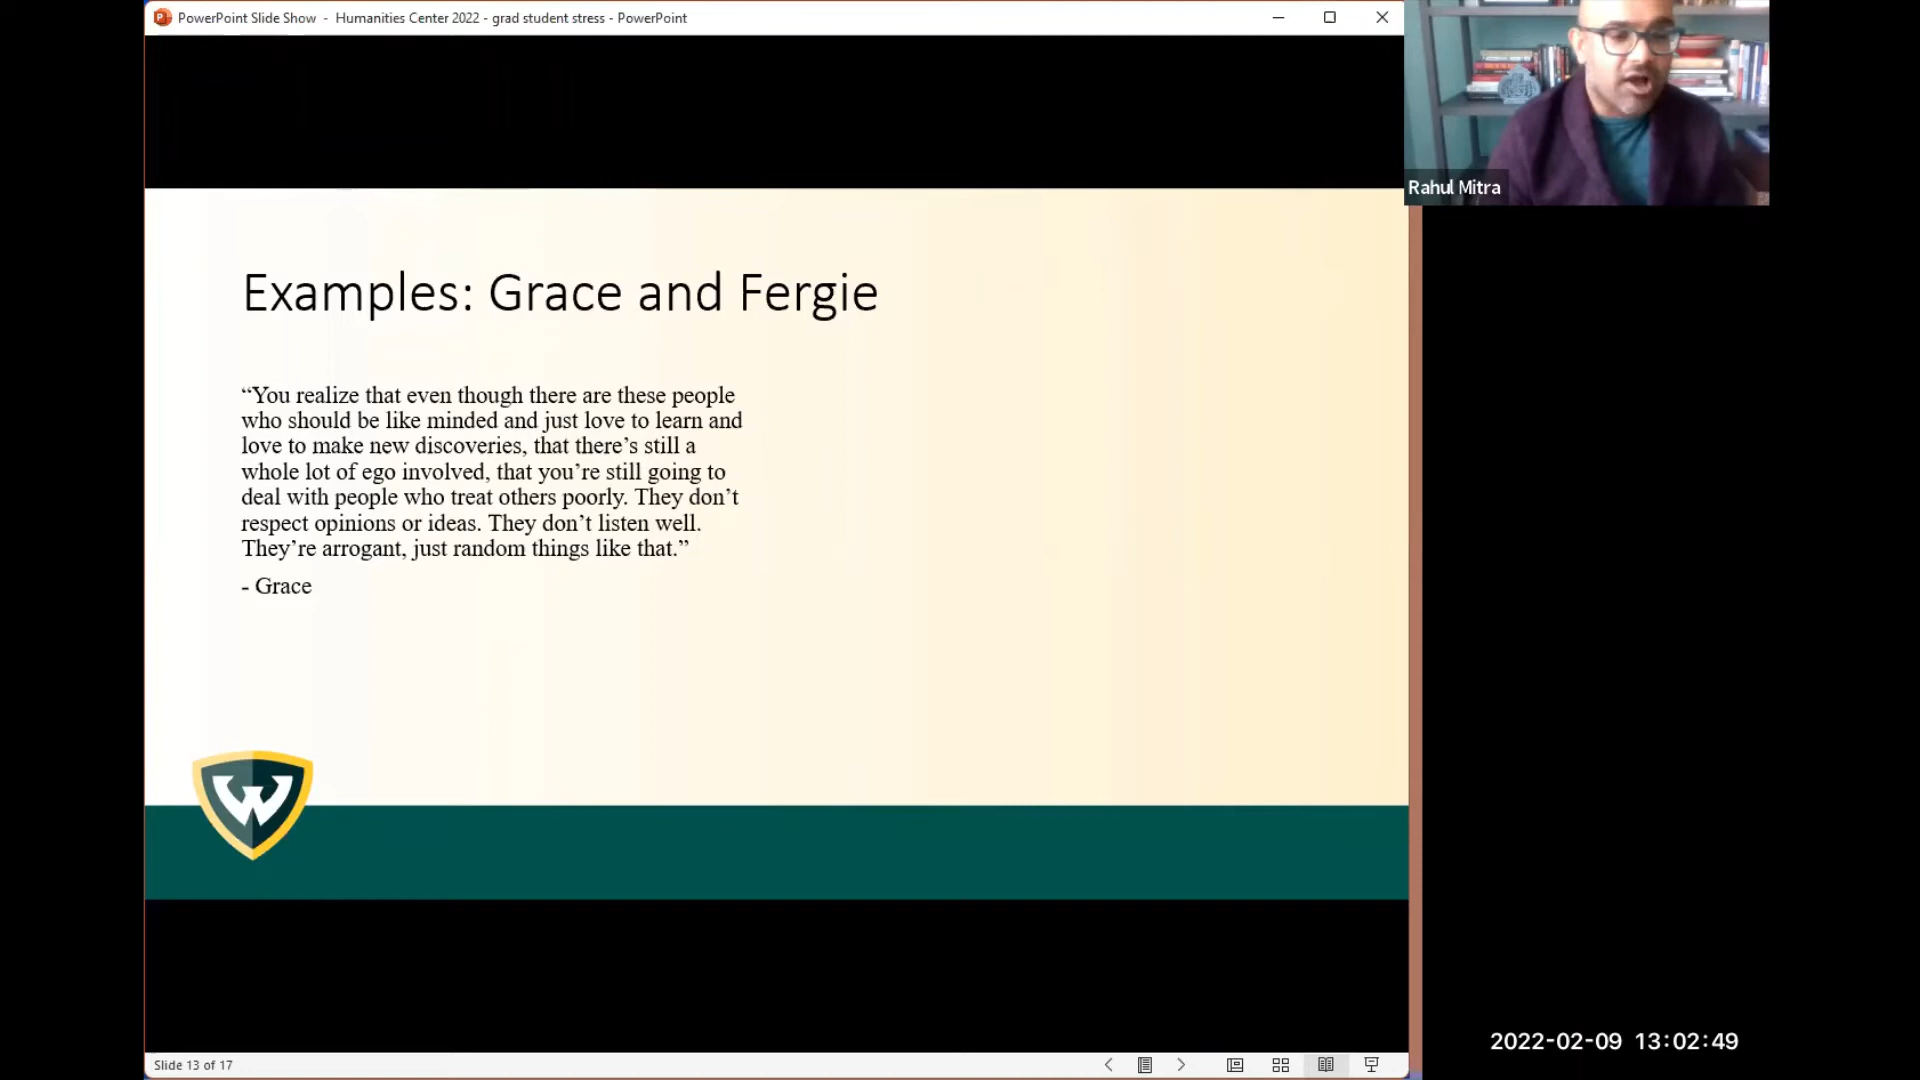 PowerPoint Slide Show - Humanities Center 2022 - grad student stress - PowerPoint
Rahul Mitra
Examples: Grace and Fergie
“You realize that even though there are these people
who should be like minded and just love to learn and
love to make new discoveries, that there’s still a
whole lot of ego involved, that you’re still going to
deal with people who treat others poorly. They don’t
respect opinions or ideas. They don’t listen well.
They’re arrogant, just random things like that.”
- Grace
W
2022-02-09 13:02:49
Slide 13 of 17